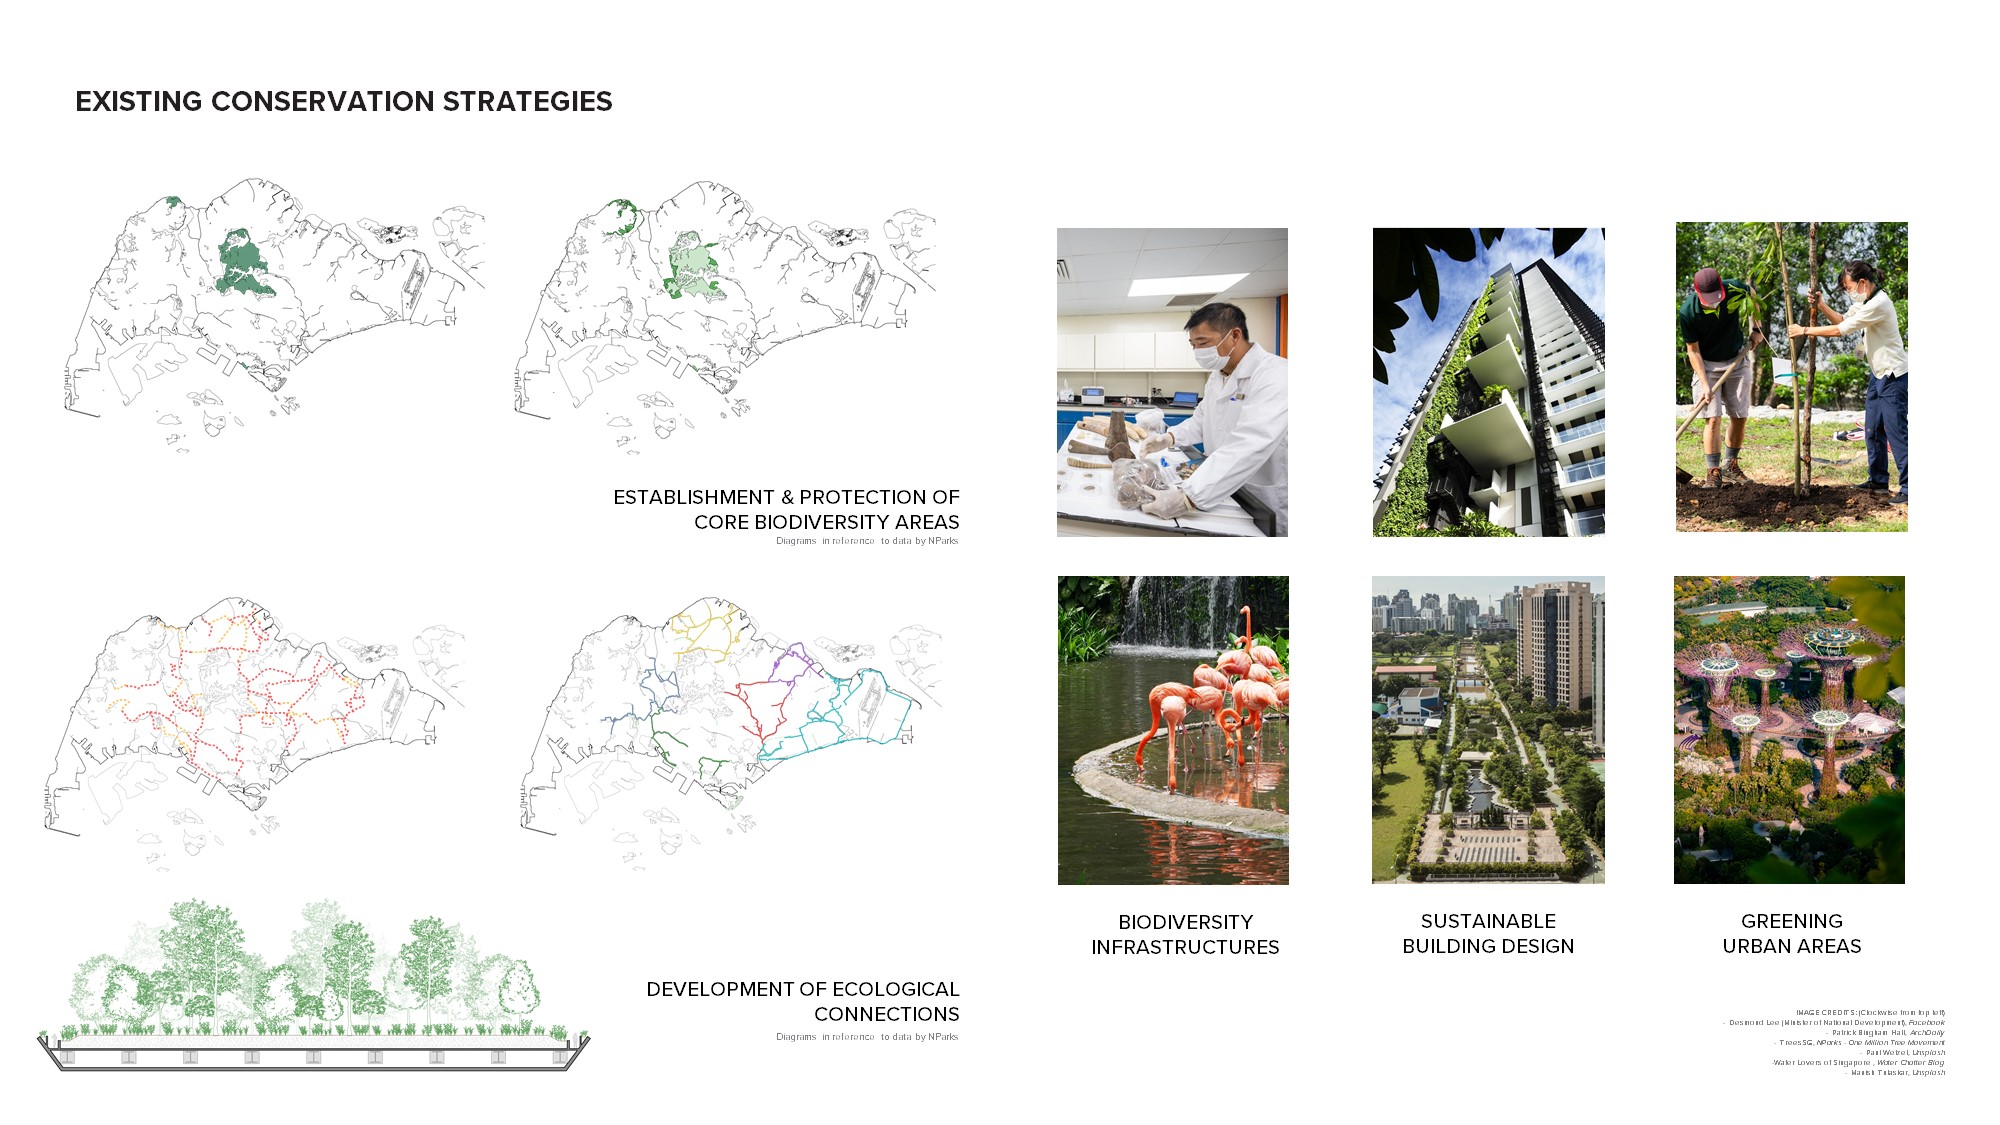 EXISTING CONSERVATION STRATEGIES
ESTABLISHMENT & PROTECTION OF
CORE BIODIVERSITY AREAS
Diagrams in reference to data by NParks
DEVELOPMENT OF ECOLOGICAL
CONNECTIONS
Diagrams in reference to data by NParks
BIODIVERSITY
INFRASTRUCTURES
SUSTAINABLE
BUILDING DESIGN
GREENING
URBAN AREAS
IMAGE CREDITS: (Clockwise from top left)
- Desmond Lee (Minister of National Development), Facebook
- Patrick Bingham Hall, ArchDaily
- TreesSG, NParks - One Million Tree Movement
- Paul Wetzel, Unsplash
-Water Lovers of Singapore , Water Chatter Blog
- Manish Tulaskar, Unsplash